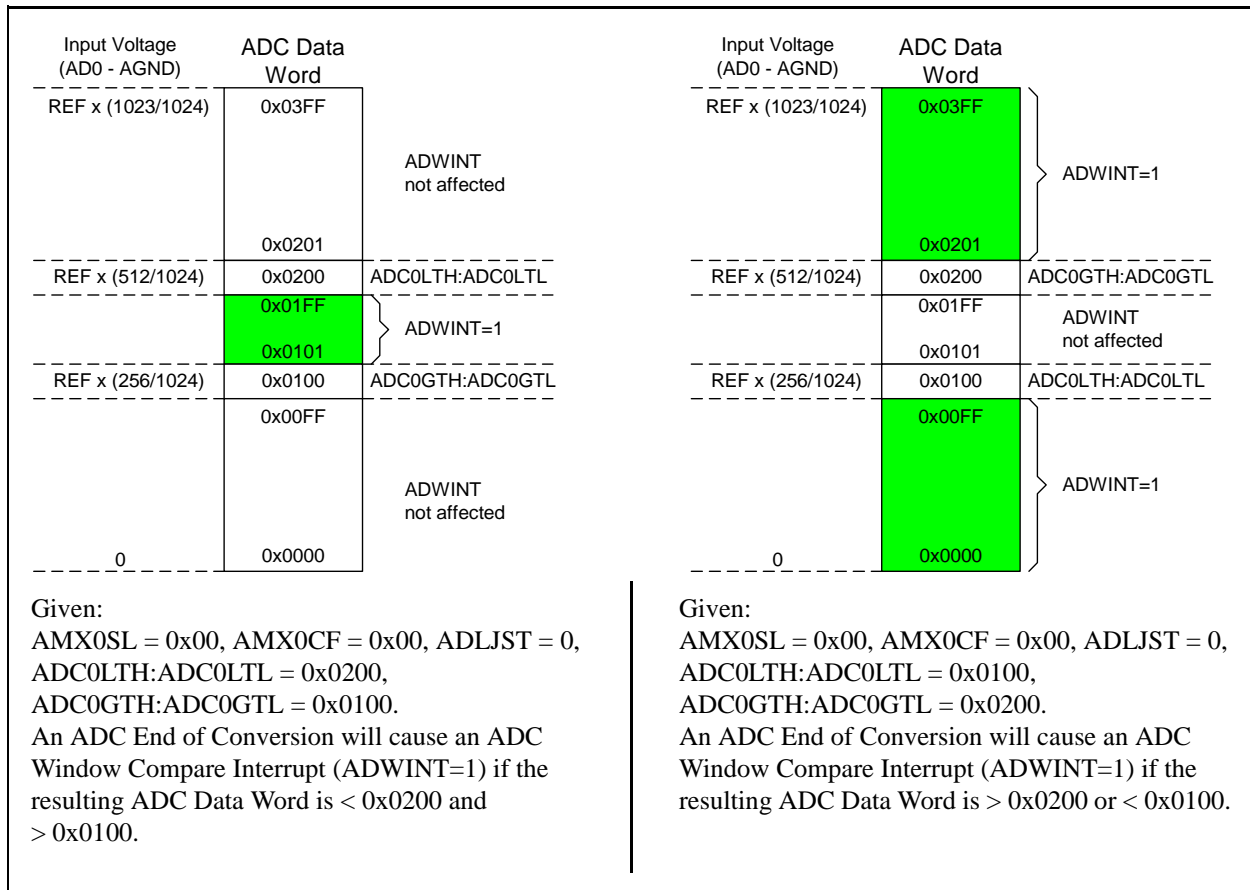 Input Voltage
(AD0 - AGND)
ADC Data
Word
REF x (1023/1024)
0x03FF
ADWINT
not affected
0x0201
REF x (512/1024)
0x0200
ADC0LTH:ADC0LTL
0x01FF
ADWINT=1
0x0101
REF x (256/1024)
0x0100
ADC0GTH:ADC0GTL
0x00FF
ADWINT
not affected
0
0x0000
Given:
AMX0SL = 0x00, AMX0CF = 0x00, ADLJST = 0,
ADC0LTH:ADC0LTL = 0x0200,
ADC0GTH:ADC0GTL = 0x0100.
An ADC End of Conversion will cause an ADC
Window Compare Interrupt (ADWINT=1) if the
resulting ADC Data Word is < 0x0200 and
> 0x0100.
Input Voltage
(AD0 - AGND)
ADC Data
Word
REF x (1023/1024)
0x03FF
ADWINT=1
0x0201
REF x (512/1024)
0x0200
ADC0GTH:ADC0GTL
0x01FF
ADWINT
not affected
0x0101
REF x (256/1024)
0x0100
ADC0LTH:ADC0LTL
0x00FF
ADWINT=1
0
0x0000
Given:
AMX0SL = 0x00, AMX0CF = 0x00, ADLJST = 0,
ADC0LTH:ADC0LTL = 0x0100,
ADC0GTH:ADC0GTL = 0x0200.
An ADC End of Conversion will cause an ADC
Window Compare Interrupt (ADWINT=1) if the
resulting ADC Data Word is > 0x0200 or < 0x0100.